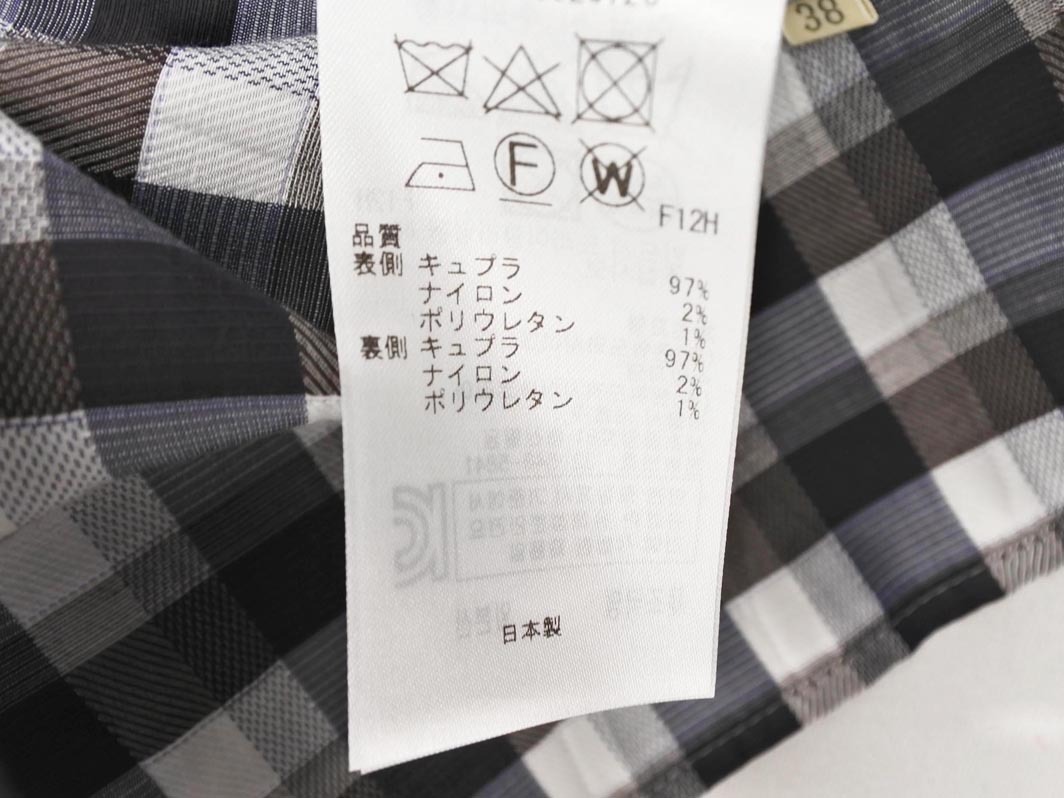 38
F
W
F12H
品質
表側 キュプラ 97%
ナイロン 2%
ポリウレタン 1%
裏側 キュプラ 97%
ナイロン 2%
ポリウレタン 1%
日本製